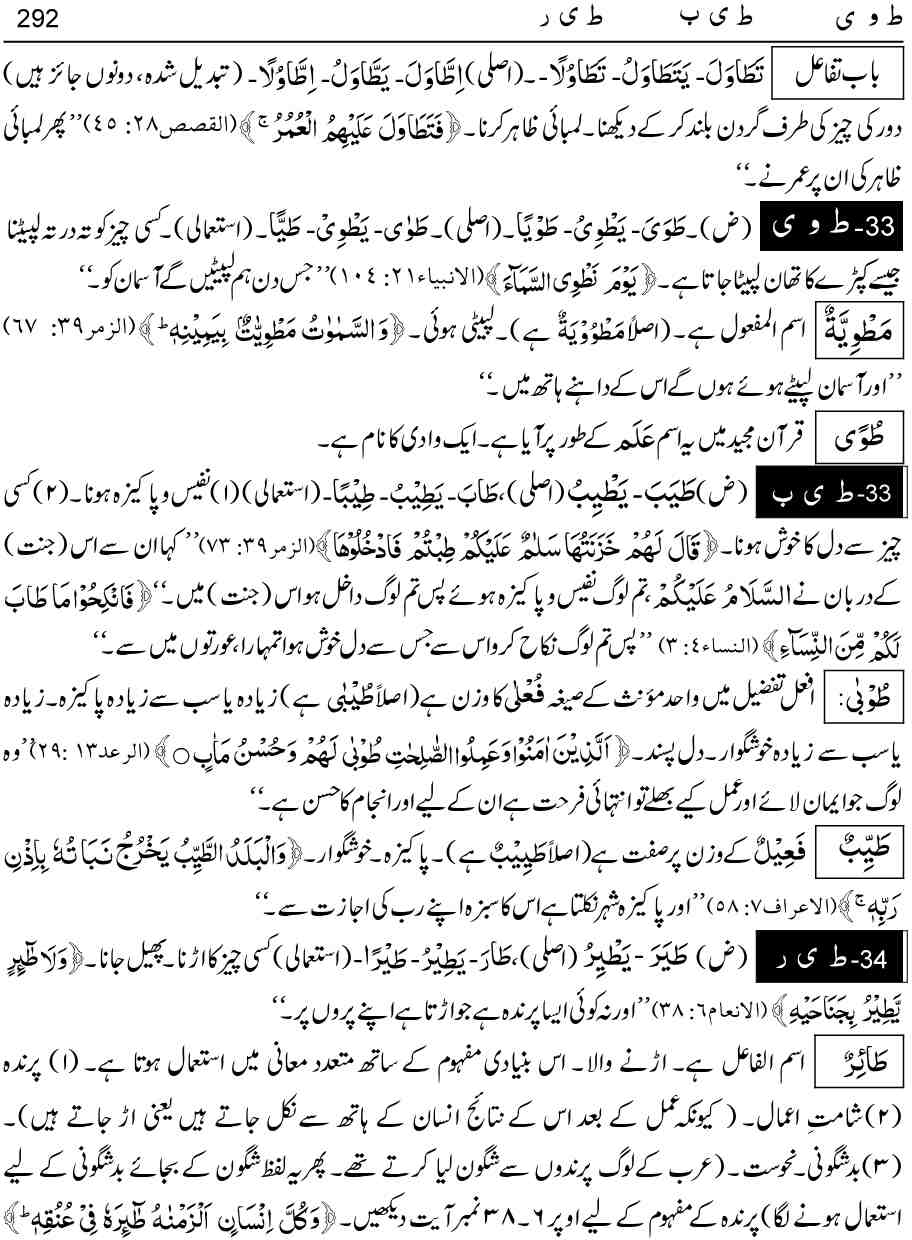 ط و ی ط ی ب ط ی ر 292
باب تفاعل تَطَاوَلَ- یَتَطَاوَلُ- تَطَاوُلًا-۔(اصلی) اِطَّاوَلَ- یَطَّاوَلُ- اِطَّاوُلًا- (تبدیل شدہ، دونوں جائز ہیں)
دور کی چیز کی طرف گردن بلند کر کے دیکھنا۔ لمبائی ظاہر کرنا۔ ﴿فَتَطَاوَلَ عَلَیْهِمُ الْعُمُرُ ۚ﴾ (القصص۲۸: ۴۵) ’’پھر لمبائی
ظاہر کی ان پر عمر نے۔‘‘
33- ط و ی (ض)۔ طَوَیَ- یَطْوِیُ- طَوْیًا۔ (اصلی)۔ طَوٰی- یَطْوِیْ- طَیًّا۔ (استعمالی)۔ کسی چیز کو تہ در تہ لپیٹنا
جیسے کپڑے کا تھان لپیٹا جاتا ہے۔ ﴿یَوْمَ نَطْوِی السَّمَآءَ﴾ (الانبیاء۲۱: ۱۰۴) ’’جس دن ہم لپیٹیں گے آسمان کو۔‘‘
مَطْوِیَّةٌ اسم المفعول ہے۔ (اصلاً مَطْوُوْیَةٌ ہے)۔ لپیٹی ہوئی۔ ﴿وَالسَّمٰوٰتُ مَطْوِیّٰتٌۢ بِیَمِیْنِهٖ ؕ﴾ (الزمر۳۹: ۶۷)
’’اور آسمان لپیٹے ہوئے ہوں گے اس کے داہنے ہاتھ میں۔‘‘
طُوًی قرآن مجید میں یہ اسم عَلَم کے طور پر آیا ہے۔ ایک وادی کا نام ہے۔
33- ط ی ب (ض) طَیَبَ- یَطْیِبُ (اصلی)، طَابَ- یَطِیْبُ- طِیْبًا- (استعمالی) (۱) نفیس و پاکیزہ ہونا۔ (۲) کسی
چیز سے دل کا خوش ہونا۔ ﴿قَالَ لَهُمْ خَزَنَتُهَا سَلٰمٌ عَلَیْكُمْ طِبْتُمْ فَادْخُلُوْهَا﴾ (الزمر۳۹: ۷۳) ’’کہا ان سے اس (جنت)
کے دربان نے السَّلَامُ عَلَیْكُمْ، تم لوگ نفیس و پاکیزہ ہوئے پس تم لوگ داخل ہو اس (جنت) میں۔‘‘ ﴿فَانْكِحُوْا مَا طَابَ
لَكُمْ مِّنَ النِّسَآءِ﴾ (النساء۴: ۳) ’’پس تم لوگ نکاح کرو اس سے جس سے دل خوش ہوا تمہارا، عورتوں میں سے۔‘‘
طُوْبٰی: افعل تفضیل میں واحد مؤنث کے صیغہ فُعْلٰی کا وزن ہے (اصلاً طُیْبٰی ہے) زیادہ یا سب سے زیادہ پاکیزہ۔ زیادہ
یا سب سے زیادہ خوشگوار۔ دل پسند۔ ﴿اَلَّذِیْنَ اٰمَنُوْا وَعَمِلُوا الصّٰلِحٰتِ طُوْبٰی لَهُمْ وَحُسْنُ مَاٰبٍ ○﴾ (الرعد۱۳: ۲۹) ’’وہ
لوگ جو ایمان لائے اور عمل کیے بھلے تو انتہائی فرحت ہے ان کے لیے اور انجام کا حسن ہے۔‘‘
طَیِّبٌ فَعِیْلٌ کے وزن پر صفت ہے (اصلاً طَیِیْبٌ ہے)۔ پاکیزہ۔ خوشگوار۔ ﴿وَالْبَلَدُ الطَّیِّبُ یَخْرُجُ نَبَاتُهٗ بِاِذْنِ
رَبِّهٖ ۚ﴾ (الاعراف۷: ۵۸) ’’اور پاکیزہ شہر نکلتا ہے اس کا سبزہ اپنے رب کی اجازت سے۔‘‘
34- ط ی ر (ض) طَیَرَ - یَطْیِرُ (اصلی)، طَارَ- یَطِیْرُ- طَیْرًا- (استعمالی) کسی چیز کا اڑنا۔ پھیل جانا۔ ﴿وَلَا طٰٓئِرٍ
یَّطِیْرُ بِجَنَاحَیْهِ﴾ (الانعام۶: ۳۸) ’’اور نہ کوئی ایسا پرندہ ہے جو اڑتا ہے اپنے پروں پر۔‘‘
طَائِرٌ اسم الفاعل ہے۔ اڑنے والا۔ اس بنیادی مفہوم کے ساتھ متعدد معانی میں استعمال ہوتا ہے۔ (۱) پرندہ
(۲) شامتِ اعمال۔ (کیونکہ عمل کے بعد اس کے نتائج انسان کے ہاتھ سے نکل جاتے ہیں یعنی اڑ جاتے ہیں)۔
(۳) بدشگونی۔ نحوست۔ (عرب کے لوگ پرندوں سے شگون لیا کرتے تھے۔ پھر یہ لفظ شگون کے بجائے بدشگونی کے لیے
استعمال ہونے لگا) پرندہ کے مفہوم کے لیے اوپر ۶۔۳۸ نمبر آیت دیکھیں۔ ﴿وَكُلَّ اِنْسَانٍ اَلْزَمْنٰهُ طٰٓئِرَهٗ فِیْ عُنُقِهٖ ؕ﴾